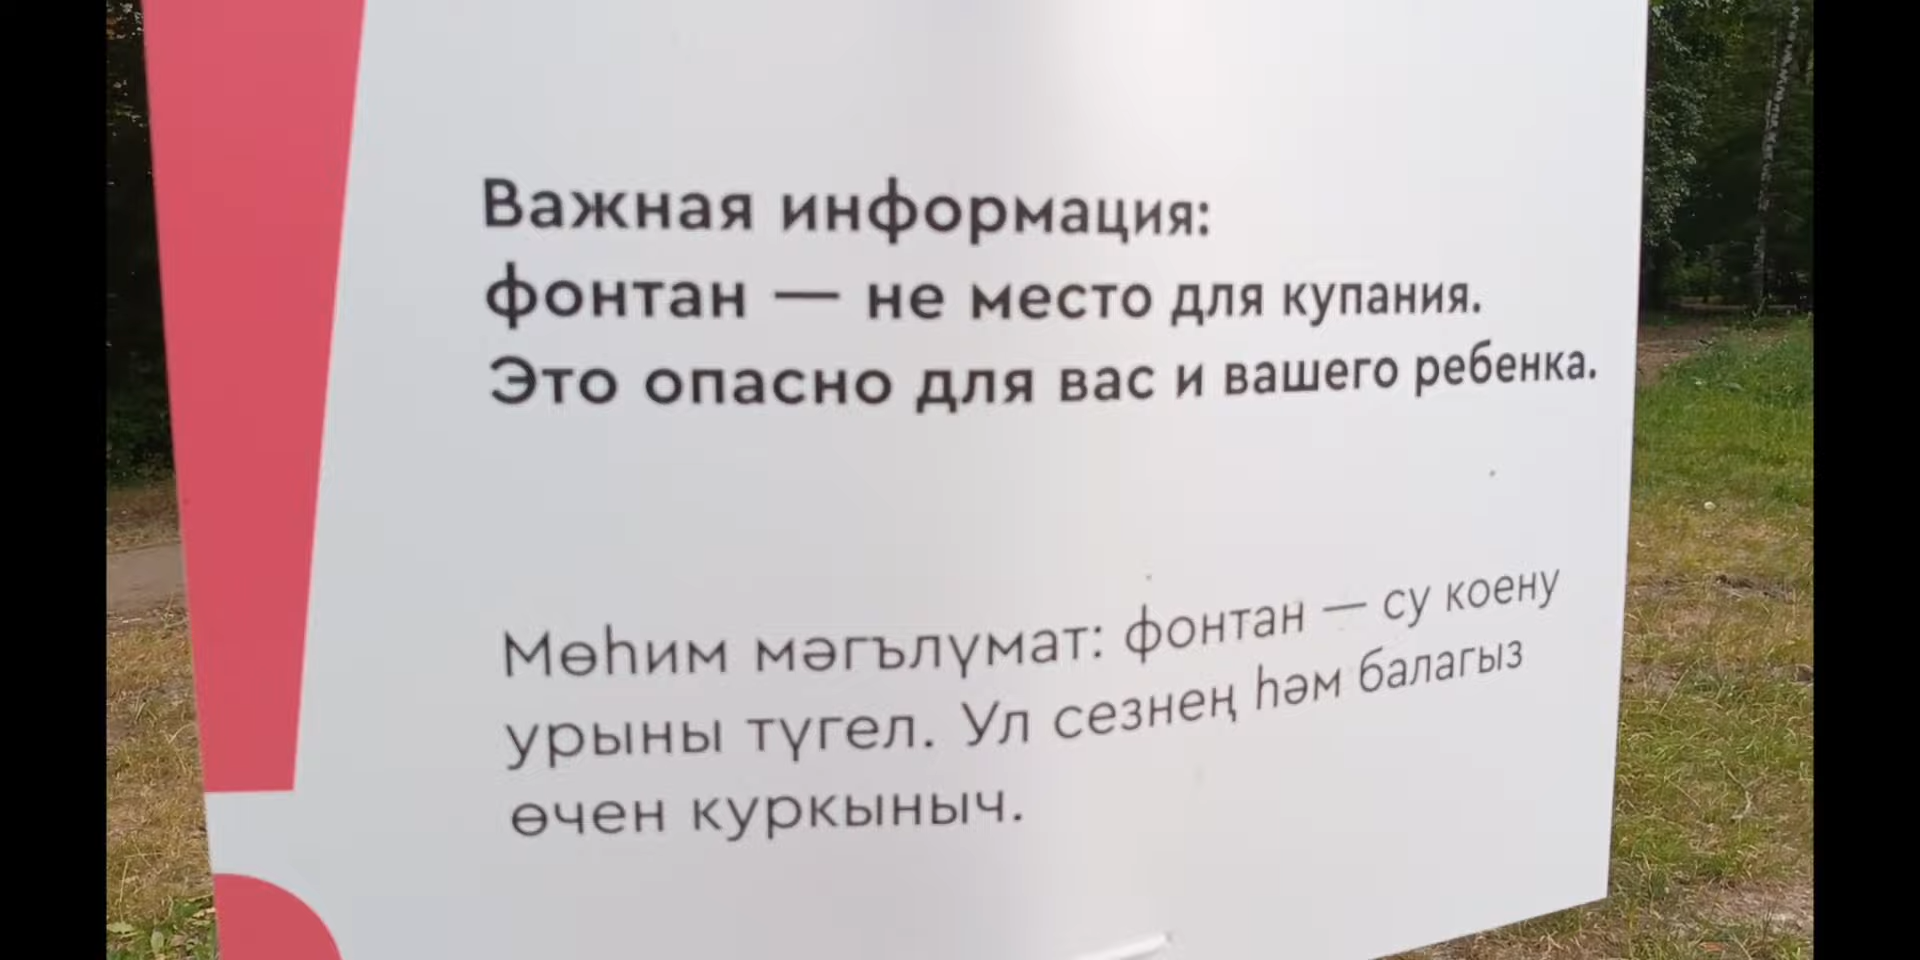 Важная информация:
фонтан — не место для купания.
Это опасно для вас и вашего ребенка.
Мөһим мәгълүмат: фонтан — су коену
урыны түгел. Ул сезнең һәм балагыз
өчен куркыныч.